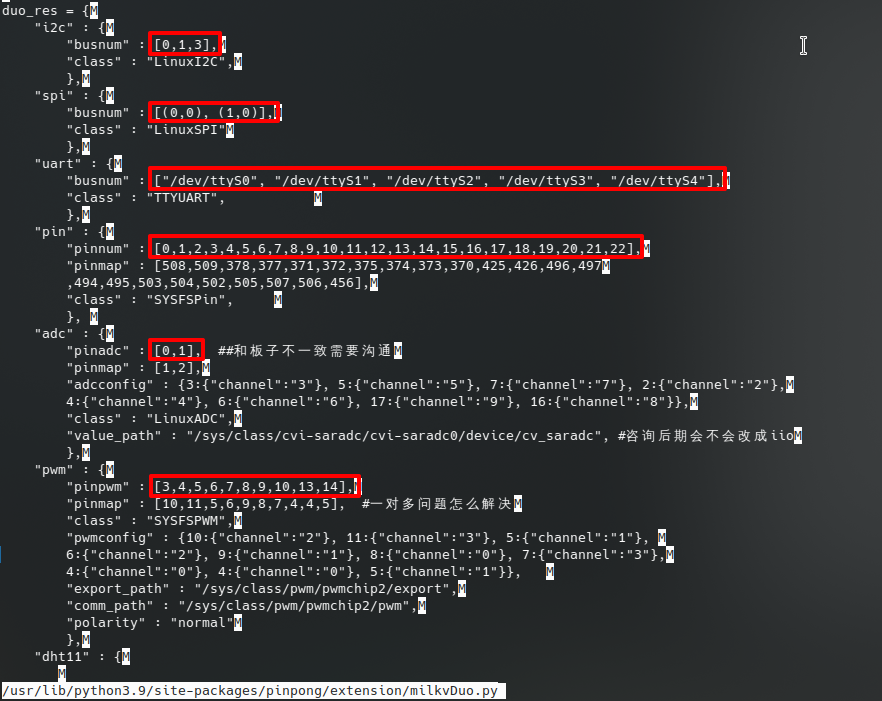 duo_res = {M
"i2c" : {M
"busnum" : [0,1,3],M
"class" : "LinuxI2C",M
},M
"spi" : {M
"busnum" : [(0,0), (1,0)],M
"class" : "LinuxSPI"M
},M
"uart" : {M
"busnum" : ["/dev/ttyS0", "/dev/ttyS1", "/dev/ttyS2", "/dev/ttyS3", "/dev/ttyS4"],M
"class" : "TTYUART", M
},M
"pin" : {M
"pinnum" : [0,1,2,3,4,5,6,7,8,9,10,11,12,13,14,15,16,17,18,19,20,21,22],M
"pinmap" : [508,509,378,377,371,372,375,374,373,370,425,426,496,497M
,494,495,503,504,502,505,507,506,456],M
"class" : "SYSFSPin", M
}, M
"adc" : {M
"pinadc" : [0,1], ##和板子不一致需要沟通M
"pinmap" : [1,2],M
"adcconfig" : {3:{"channel":"3"}, 5:{"channel":"5"}, 7:{"channel":"7"}, 2:{"channel":"2"},M
4:{"channel":"4"}, 6:{"channel":"6"}, 17:{"channel":"9"}, 16:{"channel":"8"}},M
"class" : "LinuxADC",M
"value_path" : "/sys/class/cvi-saradc/cvi-saradc0/device/cv_saradc", #咨询后期会不会改成iioM
},M
"pwm" : {M
"pinpwm" : [3,4,5,6,7,8,9,10,13,14],M
"pinmap" : [10,11,5,6,9,8,7,4,4,5], #一对多问题怎么解决M
"class" : "SYSFSPWM",M
"pwmconfig" : {10:{"channel":"2"}, 11:{"channel":"3"}, 5:{"channel":"1"}, M
6:{"channel":"2"}, 9:{"channel":"1"}, 8:{"channel":"0"}, 7:{"channel":"3"},M
4:{"channel":"0"}, 4:{"channel":"0"}, 5:{"channel":"1"}}, M
"export_path" : "/sys/class/pwm/pwmchip2/export",M
"comm_path" : "/sys/class/pwm/pwmchip2/pwm",M
"polarity" : "normal"M
},M
"dht11" : {M
M
/usr/lib/python3.9/site-packages/pinpong/extension/milkvDuo.py